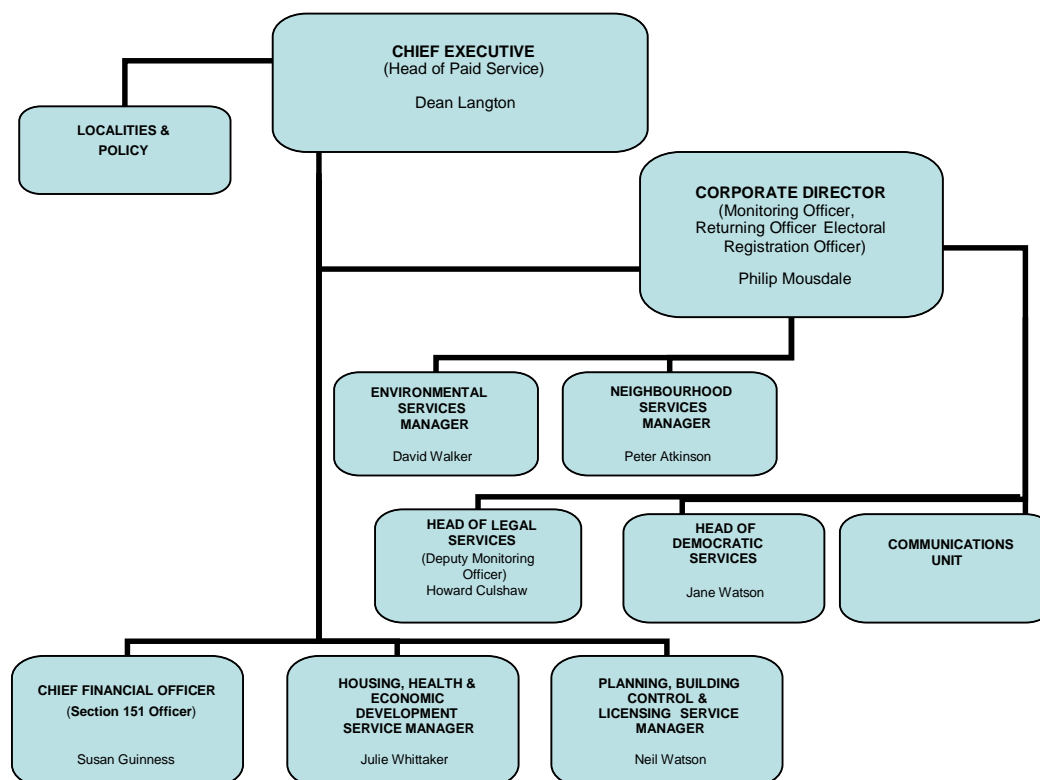 CHIEF EXECUTIVE
(Head of Paid Service)
Dean Langton
LOCALITIES &
POLICY
CORPORATE DIRECTOR
(Monitoring Officer,
Returning Officer Electoral
Registration Officer)
Philip Mousdale
ENVIRONMENTAL
SERVICES
MANAGER
David Walker
NEIGHBOURHOOD
SERVICES
MANAGER
Peter Atkinson
HEAD OF LEGAL
SERVICES
(Deputy Monitoring
Officer)
Howard Culshaw
HEAD OF
DEMOCRATIC
SERVICES
Jane Watson
COMMUNICATIONS
UNIT
CHIEF FINANCIAL OFFICER
(Section 151 Officer)
Susan Guinness
HOUSING, HEALTH &
ECONOMIC
DEVELOPMENT
SERVICE MANAGER
Julie Whittaker
PLANNING, BUILDING
CONTROL &
LICENSING SERVICE
MANAGER
Neil Watson